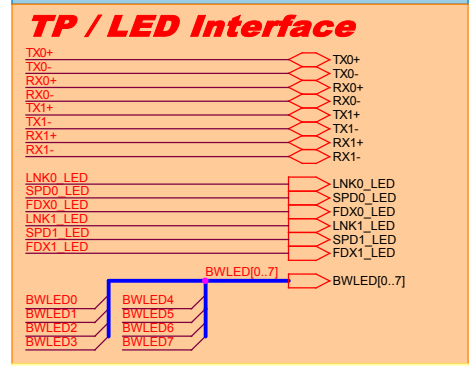 TP / LED Interface
TX0+ TX0+
TX0- TX0-
RX0+ RX0+
RX0- RX0-
TX1+ TX1+
TX1- TX1-
RX1+ RX1+
RX1- RX1-
LNK0_LED LNK0_LED
SPD0_LED SPD0_LED
FDX0_LED FDX0_LED
LNK1_LED LNK1_LED
SPD1_LED SPD1_LED
FDX1_LED FDX1_LED
BWLED[0..7] BWLED[0..7]
BWLED0 BWLED4
BWLED1 BWLED5
BWLED2 BWLED6
BWLED3 BWLED7